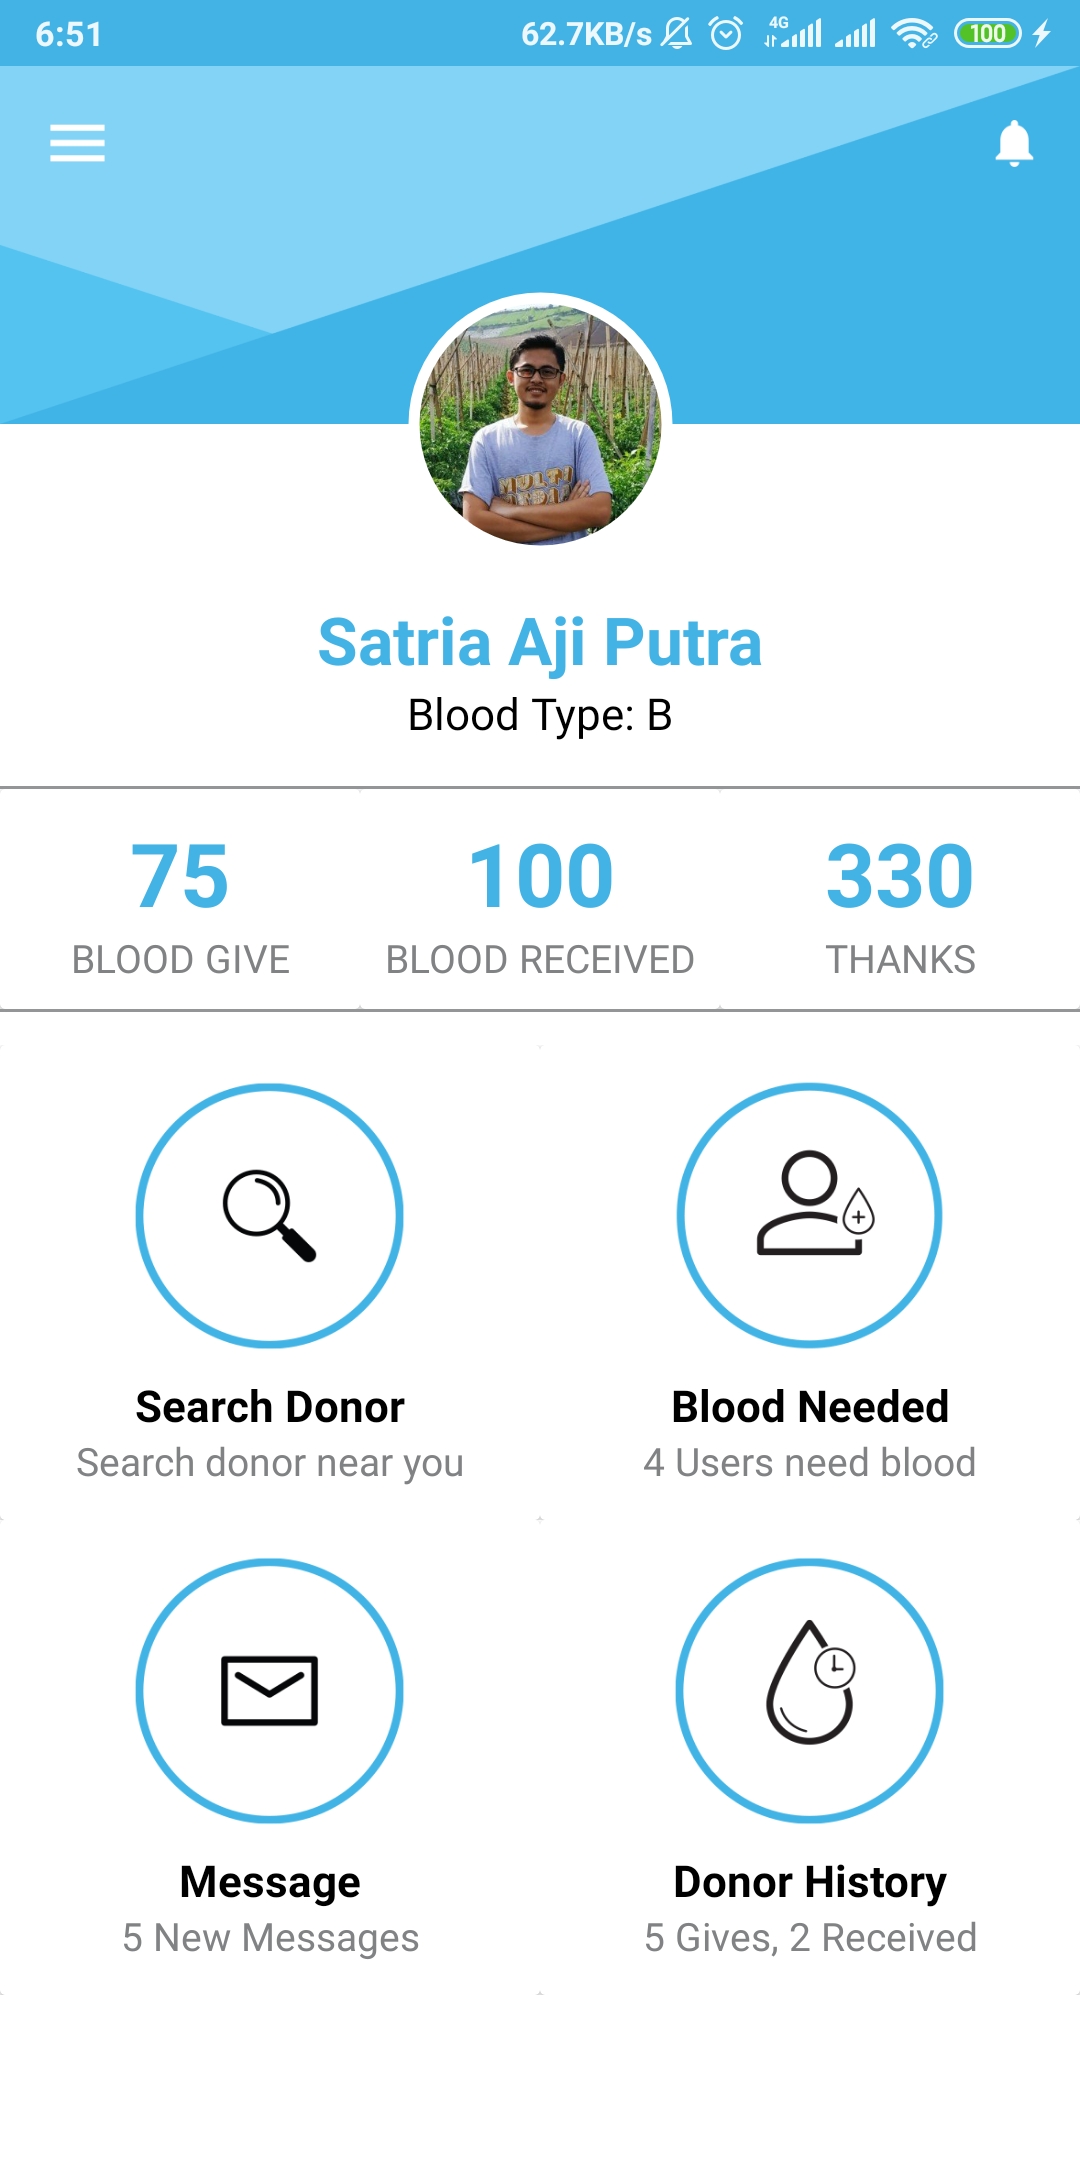 6:51
62.7KB/s 4G 100
Satria Aji Putra
Blood Type: B
75 100 330
BLOOD GIVE BLOOD RECEIVED THANKS
Search Donor Blood Needed
Search donor near you 4 Users need blood
Message Donor History
5 New Messages 5 Gives, 2 Received